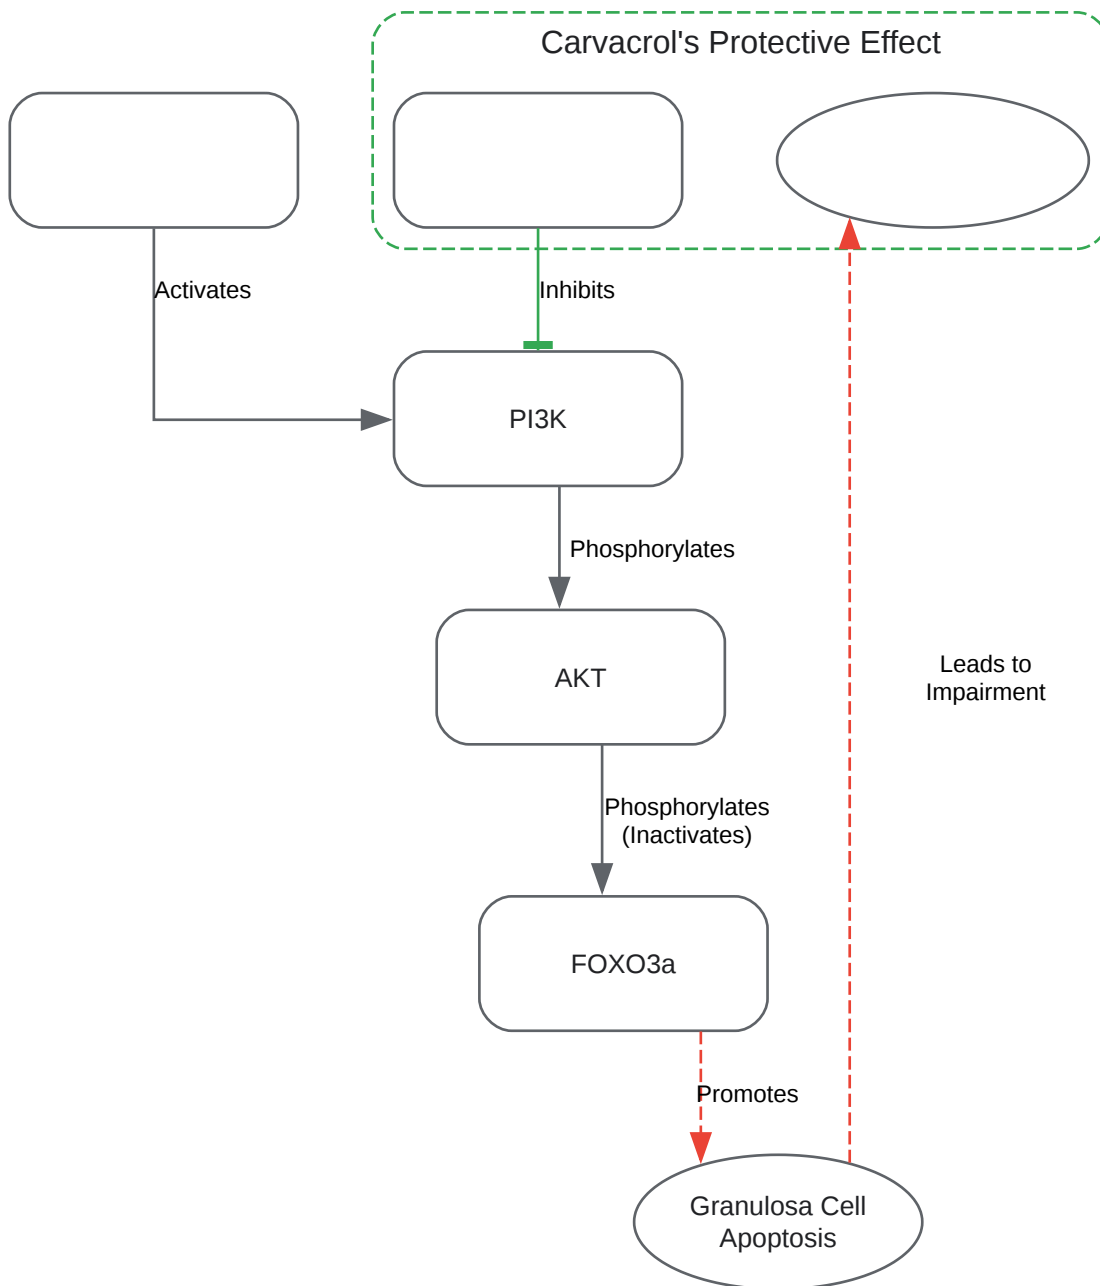 Carvacrol's Protective Effect
Activates
Inhibits
PI3K
Phosphorylates
AKT
Leads to
Impairment
Phosphorylates
(Inactivates)
FOXO3a
Promotes
Granulosa Cell
Apoptosis